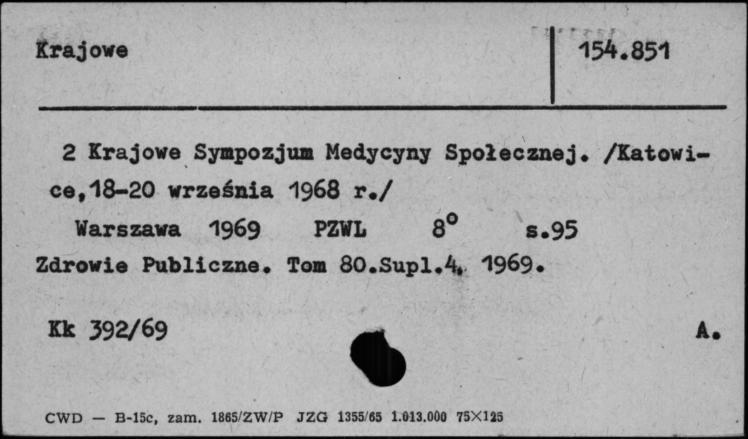 Krajowe 154.851
2 Krajowe Sympozjum Medycyny Społecznej. /Katowi-
ce,18-20 września 1968 r./
Warszawa 1969 PZWL 8° s.95
Zdrowie Publiczne. Tom 80.Supl.4. 1969.
Kk 392/69 A.
CWD — B-15c, zam. 1865/ZW/P JZG 1355/65 1.013.000 75×125